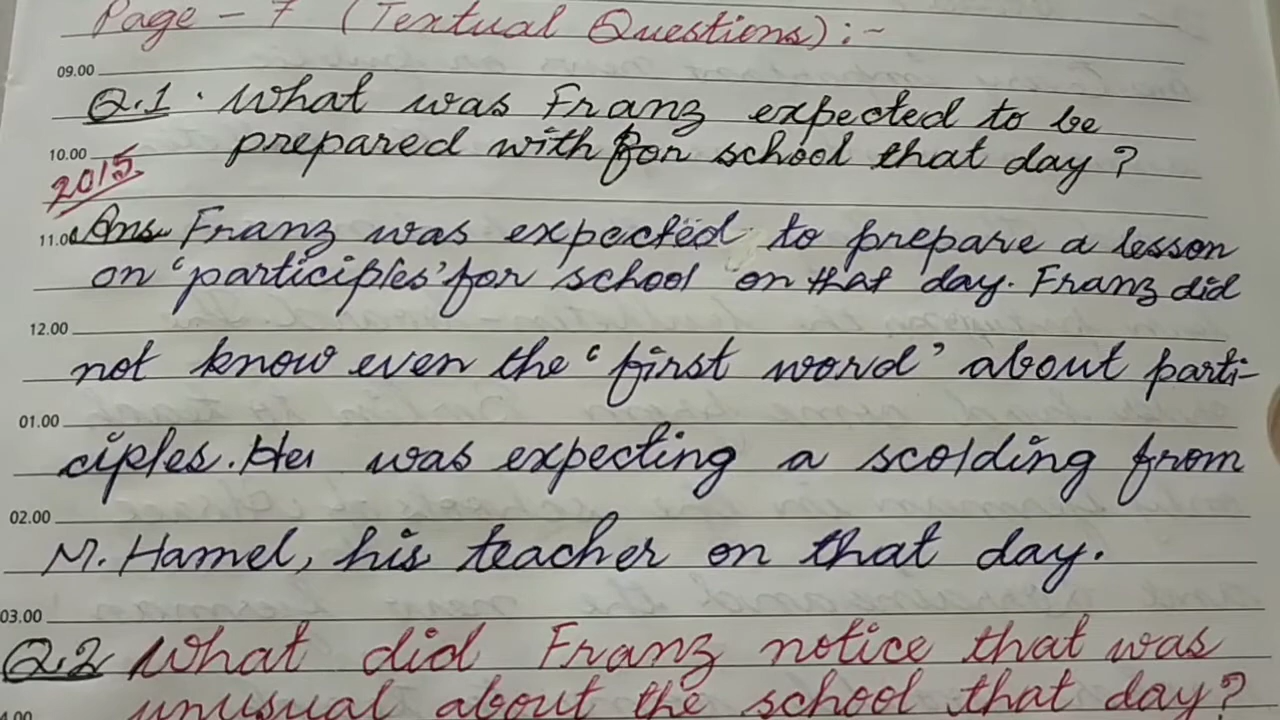 Page - 7 (Textual Questions) :-
09.00
Q.1. What was Franz expected to be
10.00 prepared with for school that day?
2015
11.00 Ans Franz was expected to prepare a lesson
on 'participles' for school on that day. Franz did
12.00
not know even the 'first word' about parti-
01.00
ciples. He was expecting a scolding from
02.00
M. Hamel, his teacher on that day.
03.00
Q.2 What did Franz notice that was
unusual about the school that day?
4.00